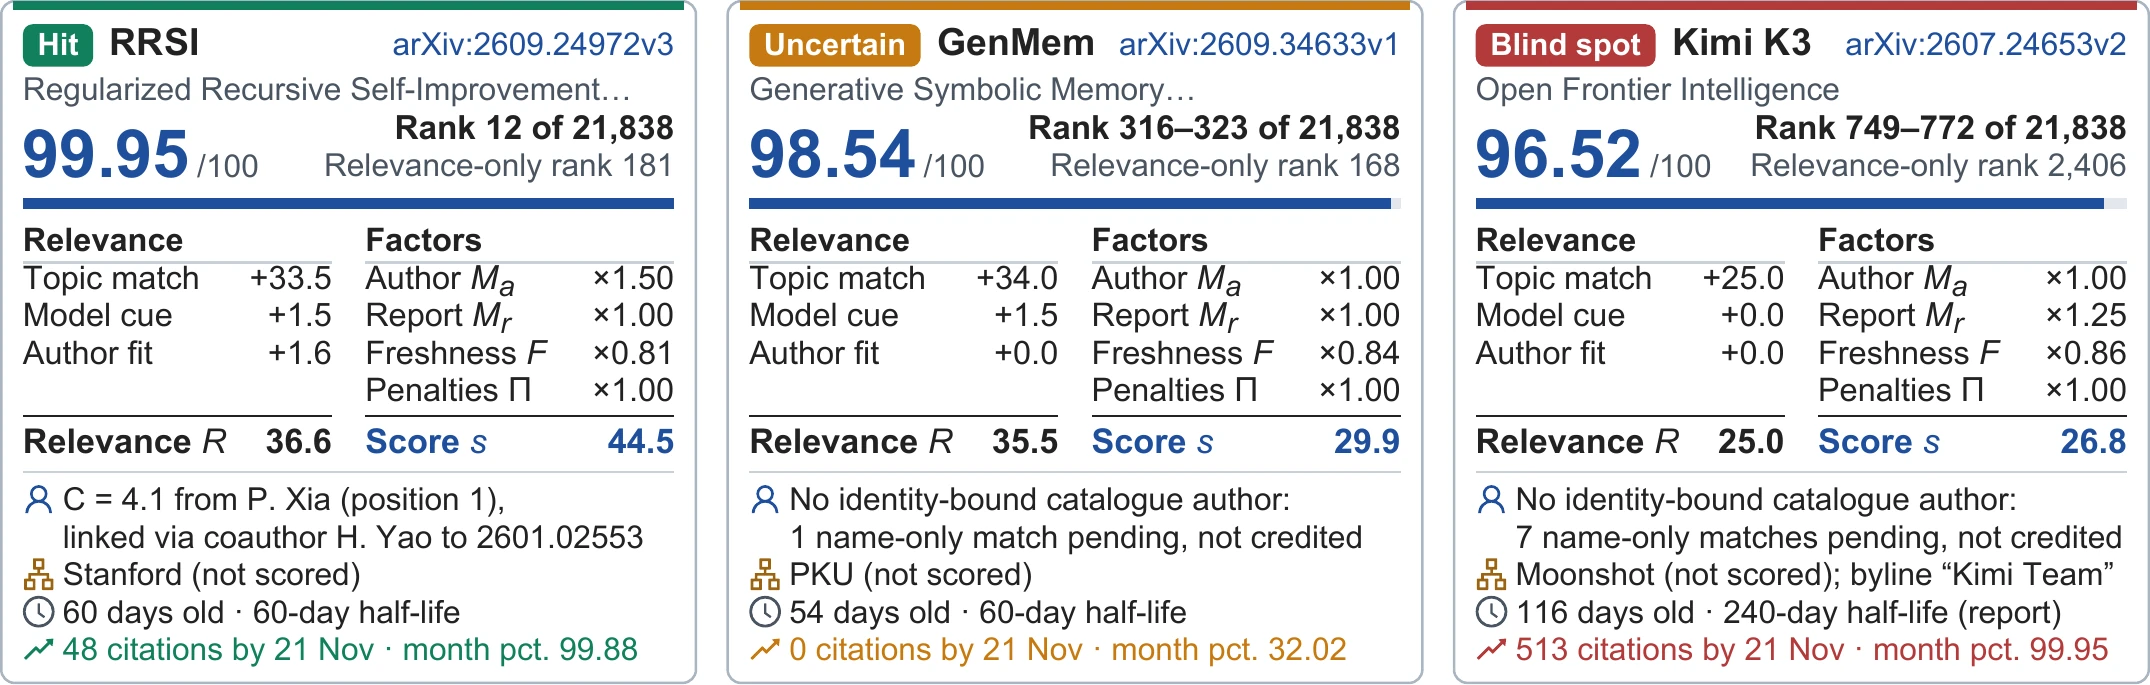 Hit RRSI arXiv:2609.24972v3
Regularized Recursive Self-Improvement…
99.95 /100
Rank 12 of 21,838
Relevance-only rank 181
Relevance Factors
Topic match +33.5 Author Ma ×1.50
Model cue +1.5 Report Mr ×1.00
Author fit +1.6 Freshness F ×0.81
Penalties Π ×1.00
Relevance R 36.6 Score s 44.5
C = 4.1 from P. Xia (position 1),
linked via coauthor H. Yao to 2601.02553
Stanford (not scored)
60 days old · 60-day half-life
48 citations by 21 Nov · month pct. 99.88
Uncertain GenMem arXiv:2609.34633v1
Generative Symbolic Memory…
98.54 /100
Rank 316–323 of 21,838
Relevance-only rank 168
Relevance Factors
Topic match +34.0 Author Ma ×1.00
Model cue +1.5 Report Mr ×1.00
Author fit +0.0 Freshness F ×0.84
Penalties Π ×1.00
Relevance R 35.5 Score s 29.9
No identity-bound catalogue author:
1 name-only match pending, not credited
PKU (not scored)
54 days old · 60-day half-life
0 citations by 21 Nov · month pct. 32.02
Blind spot Kimi K3 arXiv:2607.24653v2
Open Frontier Intelligence
96.52 /100
Rank 749–772 of 21,838
Relevance-only rank 2,406
Relevance Factors
Topic match +25.0 Author Ma ×1.00
Model cue +0.0 Report Mr ×1.25
Author fit +0.0 Freshness F ×0.86
Penalties Π ×1.00
Relevance R 25.0 Score s 26.8
No identity-bound catalogue author:
7 name-only matches pending, not credited
Moonshot (not scored); byline “Kimi Team”
116 days old · 240-day half-life (report)
513 citations by 21 Nov · month pct. 99.95